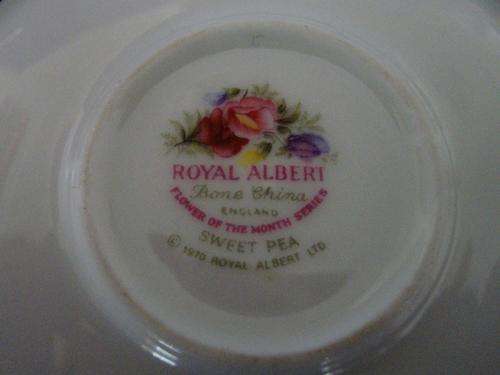 ROYAL ALBERT
Bone China
ENGLAND
FLOWER OF THE MONTH SERIES
SWEET PEA
© 1970 ROYAL ALBERT LTD